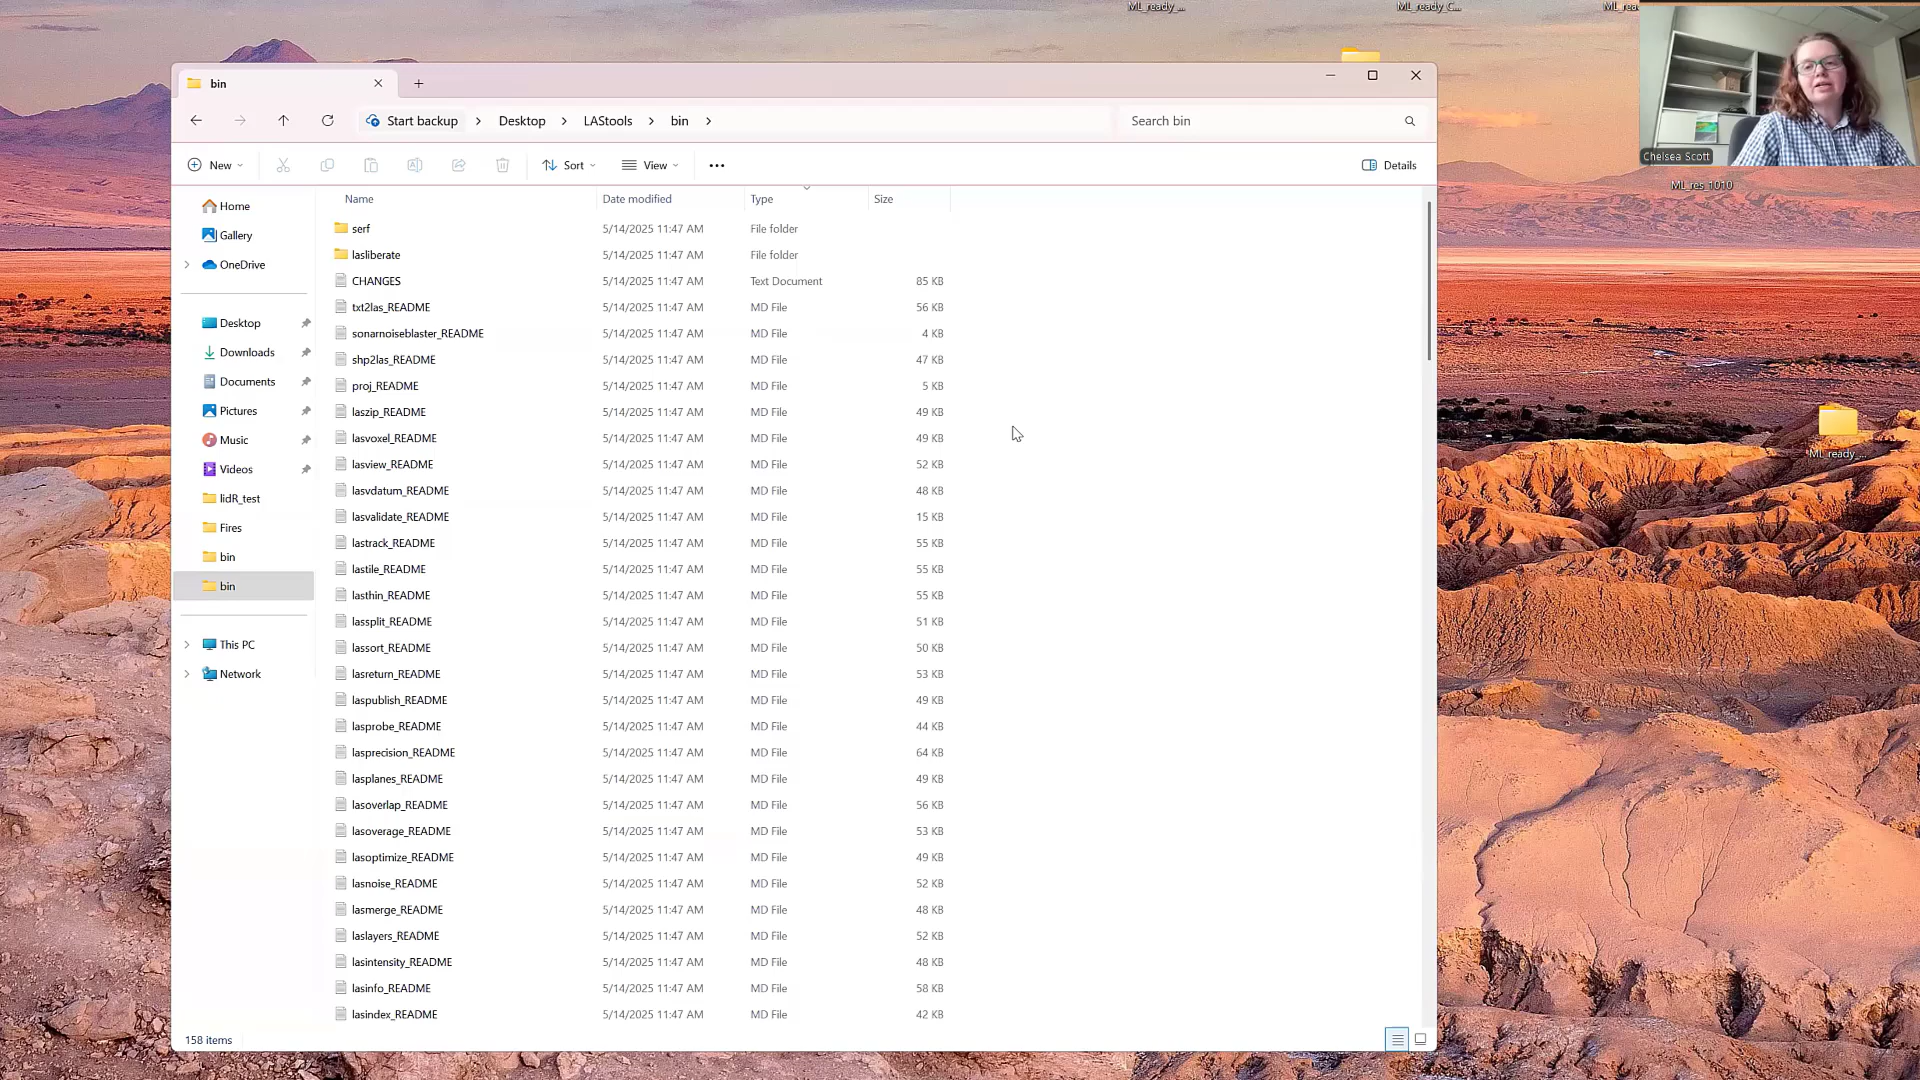 ML_ready_...
ML_ready_C...
ML_rea
bin
Start backup
Desktop
LAStools
bin
Search bin
New
Sort
View
Details
Name
Date modified
Type
Size
Home
Gallery
OneDrive
Desktop
Downloads
Documents
Pictures
Music
Videos
lidR_test
Fires
bin
bin
This PC
Network
serf 5/14/2025 11:47 AM File folder
lasliberate 5/14/2025 11:47 AM File folder
CHANGES 5/14/2025 11:47 AM Text Document 85 KB
txt2las_README 5/14/2025 11:47 AM MD File 56 KB
sonarnoiseblaster_README 5/14/2025 11:47 AM MD File 4 KB
shp2las_README 5/14/2025 11:47 AM MD File 47 KB
proj_README 5/14/2025 11:47 AM MD File 5 KB
laszip_README 5/14/2025 11:47 AM MD File 49 KB
lasvoxel_README 5/14/2025 11:47 AM MD File 49 KB
lasview_README 5/14/2025 11:47 AM MD File 52 KB
lasvdatum_README 5/14/2025 11:47 AM MD File 48 KB
lasvalidate_README 5/14/2025 11:47 AM MD File 15 KB
lastrack_README 5/14/2025 11:47 AM MD File 55 KB
lastile_README 5/14/2025 11:47 AM MD File 55 KB
lasthin_README 5/14/2025 11:47 AM MD File 55 KB
lassplit_README 5/14/2025 11:47 AM MD File 51 KB
lassort_README 5/14/2025 11:47 AM MD File 50 KB
lasreturn_README 5/14/2025 11:47 AM MD File 53 KB
laspublish_README 5/14/2025 11:47 AM MD File 49 KB
lasprobe_README 5/14/2025 11:47 AM MD File 44 KB
lasprecision_README 5/14/2025 11:47 AM MD File 64 KB
lasplanes_README 5/14/2025 11:47 AM MD File 49 KB
lasoverlap_README 5/14/2025 11:47 AM MD File 56 KB
lasoverage_README 5/14/2025 11:47 AM MD File 53 KB
lasoptimize_README 5/14/2025 11:47 AM MD File 49 KB
lasnoise_README 5/14/2025 11:47 AM MD File 52 KB
lasmerge_README 5/14/2025 11:47 AM MD File 48 KB
laslayers_README 5/14/2025 11:47 AM MD File 52 KB
lasintensity_README 5/14/2025 11:47 AM MD File 48 KB
lasinfo_README 5/14/2025 11:47 AM MD File 58 KB
lasindex_README 5/14/2025 11:47 AM MD File 42 KB
158 items
Chelsea Scott
ML_res_1010
ML_ready_...